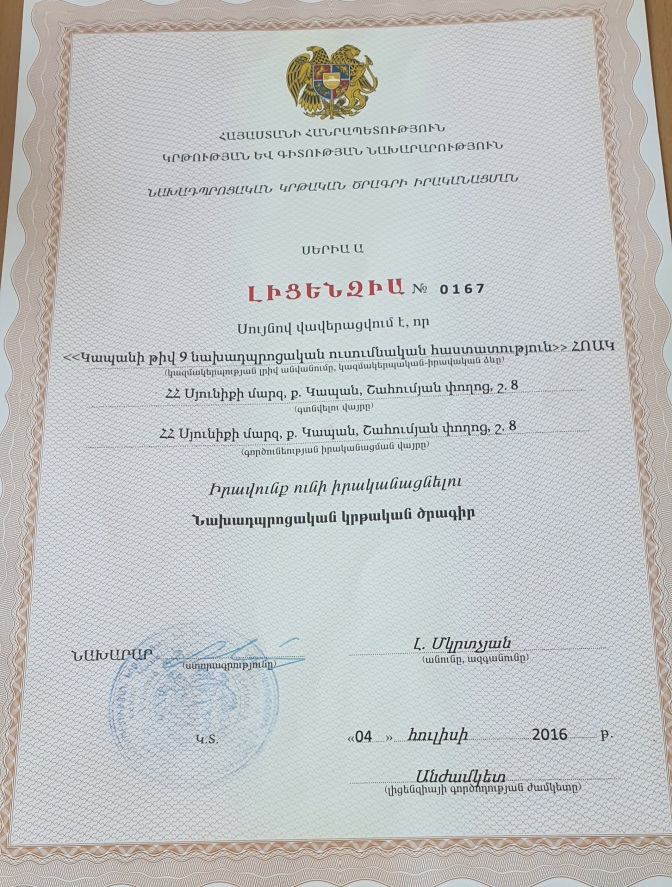 ՀԱՅԱՍՏԱՆԻ ՀԱՆՐԱՊԵՏՈՒԹՅՈՒՆ
ԿՐԹՈՒԹՅԱՆ ԵՎ ԳԻՏՈՒԹՅԱՆ ՆԱԽԱՐԱՐՈՒԹՅՈՒՆ
ՆԱԽԱԴՊՐՈՑԱԿԱՆ ԿՐԹԱԿԱՆ ԾՐԱԳՐԻ ԻՐԱԿԱՆԱՑՄԱՆ
ՍԵՐԻԱ Ա
ԼԻՑԵՆԶԻԱ № 0167
Սույնով վավերացվում է, որ
<<Կապանի թիվ 9 նախադպրոցական ուսումնական հաստատություն>> ՀՈԱԿ
(կազմակերպության լրիվ անվանումը, կազմակերպական-իրավական ձևը)
ՀՀ Սյունիքի մարզ, ք. Կապան, Շահումյան փողոց, շ. 8
(գտնվելու վայրը)
ՀՀ Սյունիքի մարզ, ք. Կապան, Շահումյան փողոց, շ. 8
(գործունեության իրականացման վայրը)
Իրավունք ունի իրականացնելու
Նախադպրոցական կրթական ծրագիր
ՆԱԽԱՐԱՐ Լ. Մկրտչյան
(ստորագրությունը) (անունը, ազգանունը)
Կ.Տ. «04 » հուլիսի 2016 թ.
Անժամկետ
(լիցենզիայի գործողության ժամկետը)